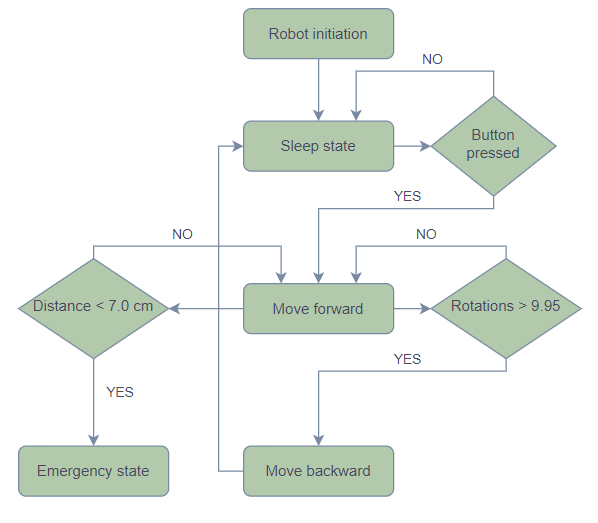 Robot initiation
NO
Sleep state
Button
pressed
YES
NO
NO
Distance < 7.0 cm
Move forward
Rotations > 9.95
YES
YES
Emergency state
Move backward